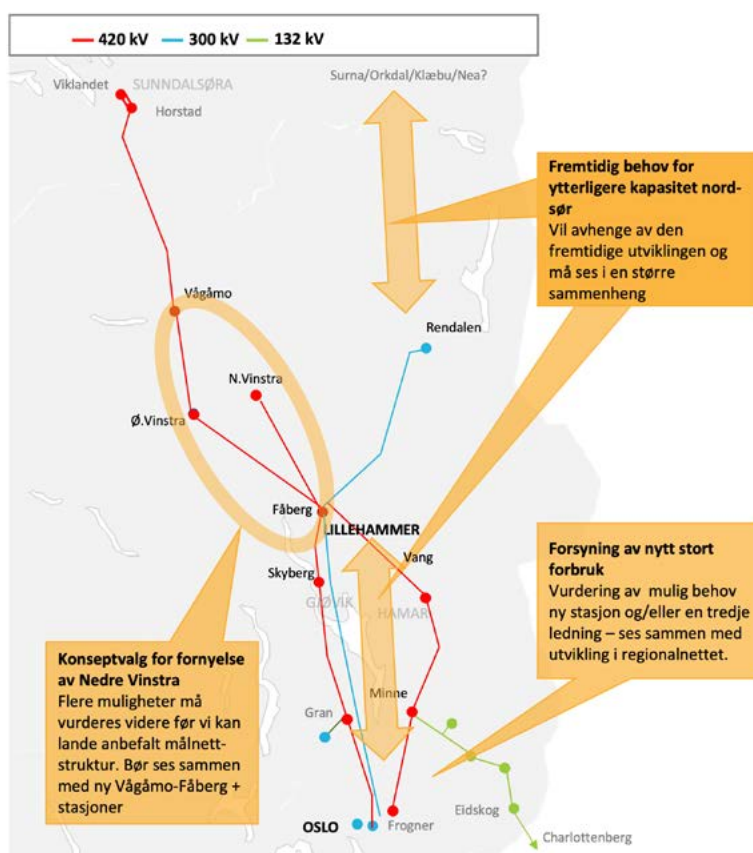 420 kV 300 kV 132 kV
Surna/Orkdal/Klæbu/Nea?
Viklandet
SUNNDALSØRA
Horstad
Fremtidig behov for
ytterligere kapasitet nord-
sør
Vil avhenge av den
fremtidige utviklingen og
må ses i en større
sammenheng
Vågåmo
Rendalen
N.Vinstra
Ø.Vinstra
Fåberg
LILLEHAMMER
Vang
Skyberg
GJØVIK
HAMAR
Forsyning av nytt stort
forbruk
Vurdering av mulig behov
ny stasjon og/eller en tredje
ledning – ses sammen med
utvikling i regionalnettet.
Konseptvalg for fornyelse
av Nedre Vinstra
Flere muligheter må
vurderes videre før vi kan
lande anbefalt målnett-
struktur. Bør ses sammen
med ny Vågåmo-Fåberg +
stasjoner
Minne
Gran
Eidskog
OSLO
Frogner
Charlottenberg